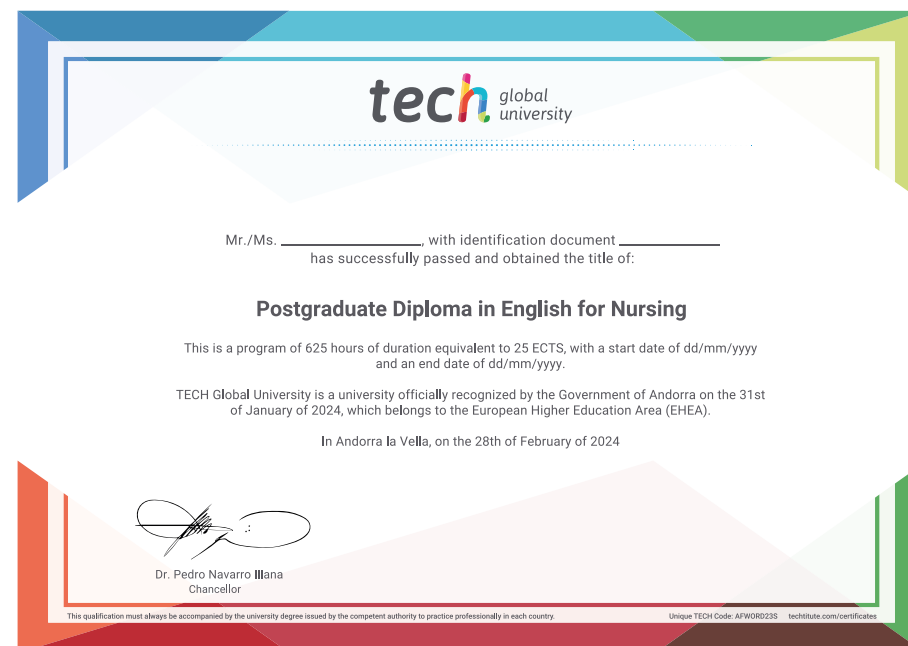 tech global university
Mr./Ms. ____________________, with identification document ______________
has successfully passed and obtained the title of:
Postgraduate Diploma in English for Nursing
This is a program of 625 hours of duration equivalent to 25 ECTS, with a start date of dd/mm/yyyy
and an end date of dd/mm/yyyy.
TECH Global University is a university officially recognized by the Government of Andorra on the 31st
of January of 2024, which belongs to the European Higher Education Area (EHEA).
In Andorra la Vella, on the 28th of February of 2024
Dr. Pedro Navarro Illana
Chancellor
This qualification must always be accompanied by the university degree issued by the competent authority to practice professionally in each country.
Unique TECH Code: AFWORD23S techtitute.com/certificates